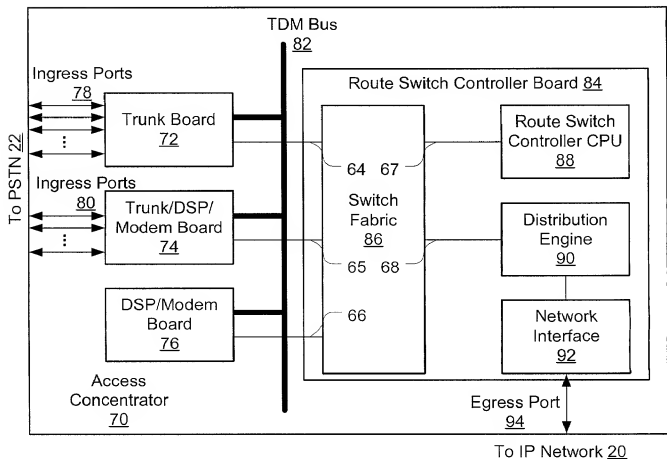 TDM Bus
82
Ingress Ports
78
Trunk Board
72
To PSTN 22
Ingress Ports
80
Trunk/DSP/
Modem Board
74
DSP/Modem
Board
76
Access
Concentrator
70
Route Switch Controller Board 84
64 67
Switch
Fabric
86
65 68
66
Route Switch
Controller CPU
88
Distribution
Engine
90
Network
Interface
92
Egress Port
94
To IP Network 20